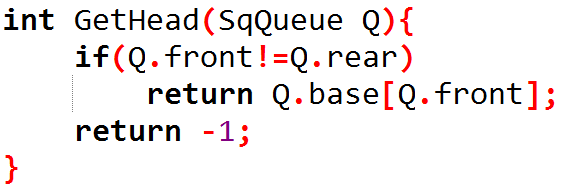 int GetHead(SqQueue Q){
    if(Q.front!=Q.rear)
        return Q.base[Q.front];
    return -1;
}